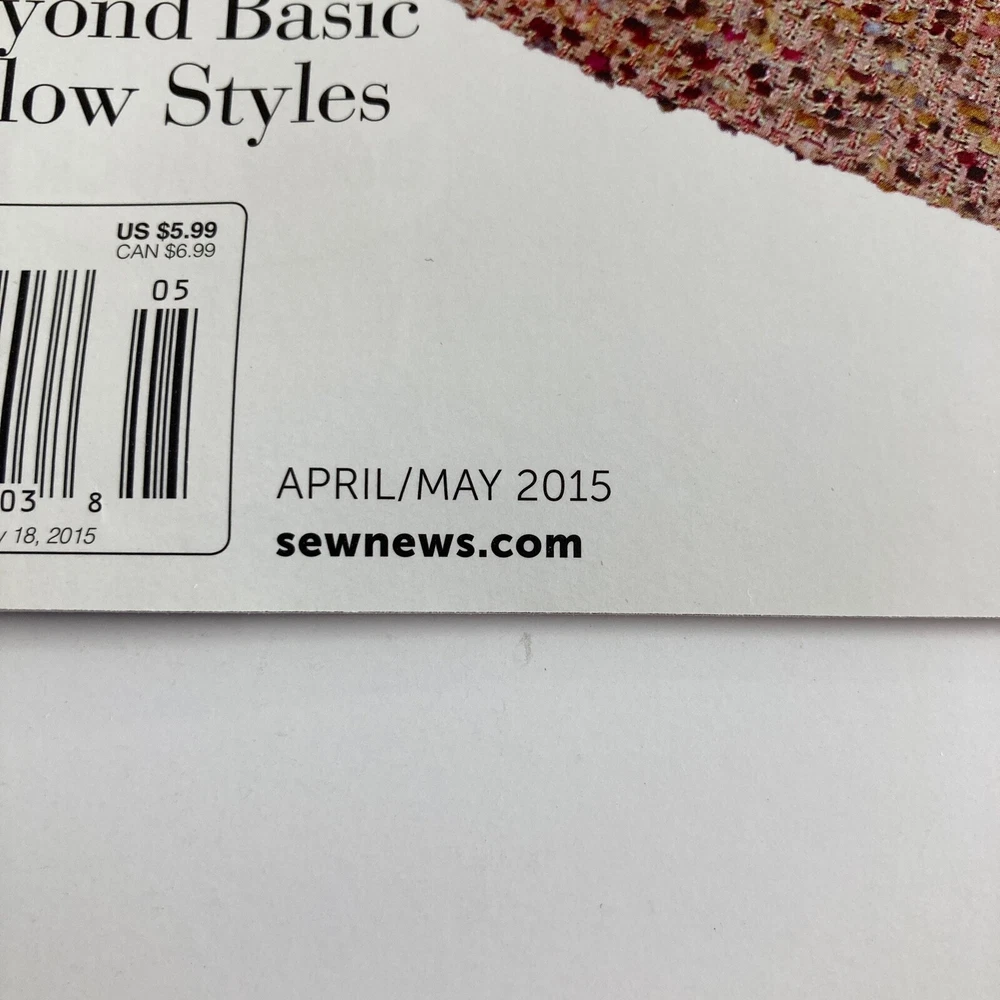 yond Basic
low Styles
US $5.99
CAN $6.99
05
03 8
18, 2015
APRIL/MAY 2015
sewnews.com